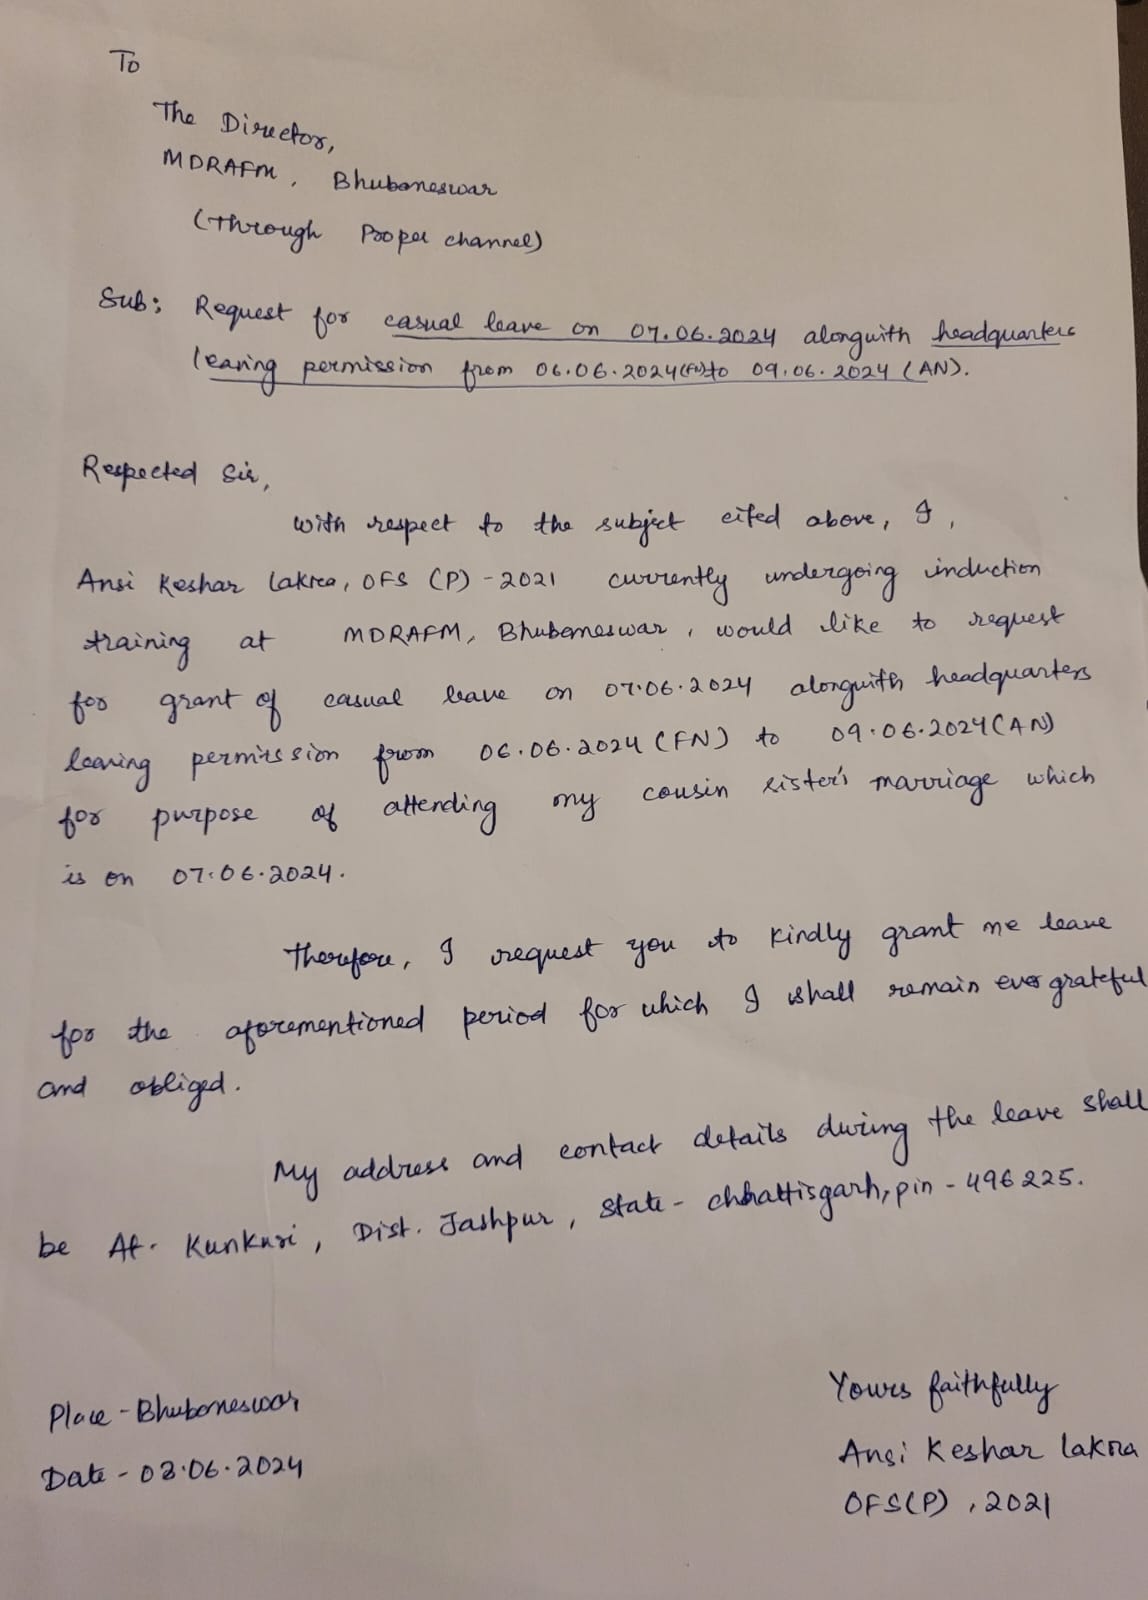 To
The Director,
MDRAFM, Bhubaneswar
(Through Proper channel)
Sub: Request for casual leave on 07.06.2024 alongwith headquarters
leaving permission from 06.06.2024(FN) to 09.06.2024 (AN).
Respected Sir,
With respect to the subject cited above, I,
Ansi Keshar Lakra, OFS (P) - 2021 currently undergoing induction
training at MDRAFM, Bhubaneswar, would like to request
for grant of casual leave on 07.06.2024 alongwith headquarters
leaving permission from 06.06.2024 (FN) to 09.06.2024 (AN)
for purpose of attending my cousin sister's marriage which
is on 07.06.2024.
Therefore, I request you to kindly grant me leave
for the aforementioned period for which I shall remain ever grateful
and obliged.
My address and contact details during the leave shall
be At. Kunkuri, Dist. Jashpur, State - Chhattisgarh, pin - 496225.
Place - Bhubaneswar
Date - 03.06.2024
Yours faithfully
Ansi Keshar Lakra
OFS(P), 2021